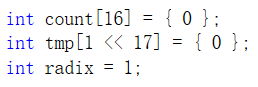 int count[16] = { 0 };
int tmp[1 << 17] = { 0 };
int radix = 1;